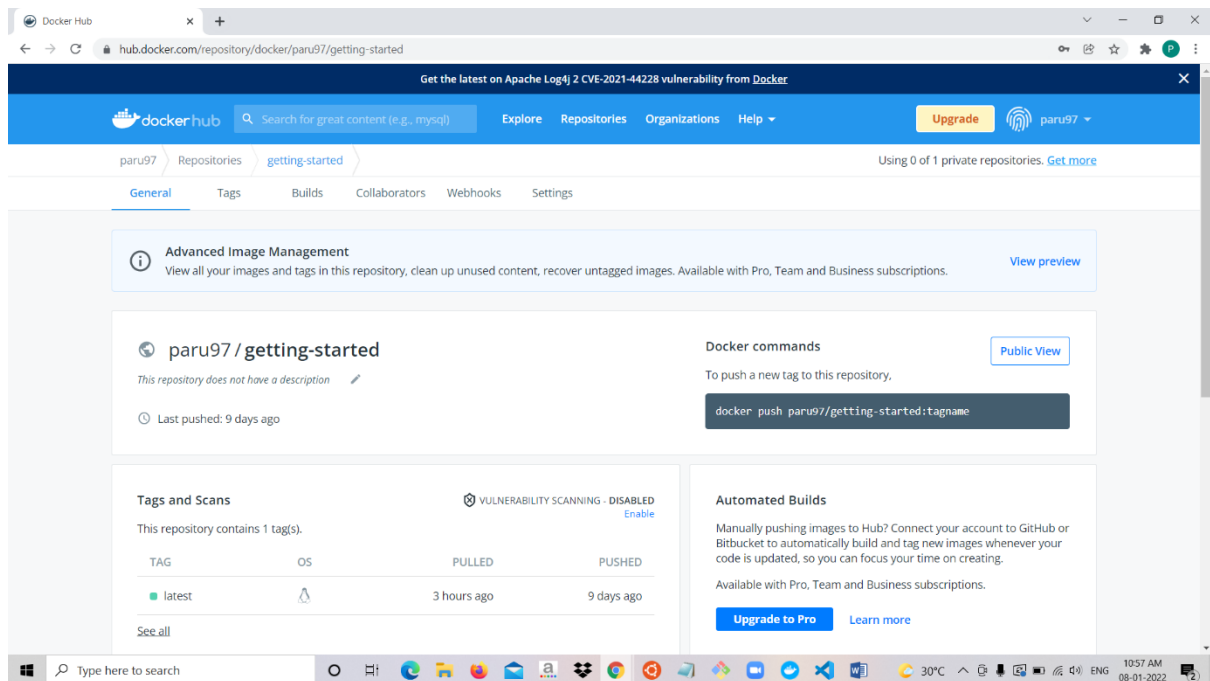 Docker Hub
hub.docker.com/repository/docker/paru97/getting-started
P
Get the latest on Apache Log4j 2 CVE-2021-44228 vulnerability from Docker
dockerhub Search for great content (e.g., mysql) Explore Repositories Organizations Help Upgrade paru97
paru97 Repositories getting-started Using 0 of 1 private repositories. Get more
General Tags Builds Collaborators Webhooks Settings
Advanced Image Management
View all your images and tags in this repository, clean up unused content, recover untagged images. Available with Pro, Team and Business subscriptions.
View preview
paru97 / getting-started
This repository does not have a description
Last pushed: 9 days ago
Docker commands
Public View
To push a new tag to this repository,
docker push paru97/getting-started:tagname
Tags and Scans
VULNERABILITY SCANNING - DISABLED
Enable
This repository contains 1 tag(s).
TAG OS PULLED PUSHED
latest 3 hours ago 9 days ago
See all
Automated Builds
Manually pushing images to Hub? Connect your account to GitHub or
Bitbucket to automatically build and tag new images whenever your
code is updated, so you can focus your time on creating.
Available with Pro, Team and Business subscriptions.
Upgrade to Pro Learn more
Type here to search
a
30°C
ENG
10:57 AM
08-01-2022
2